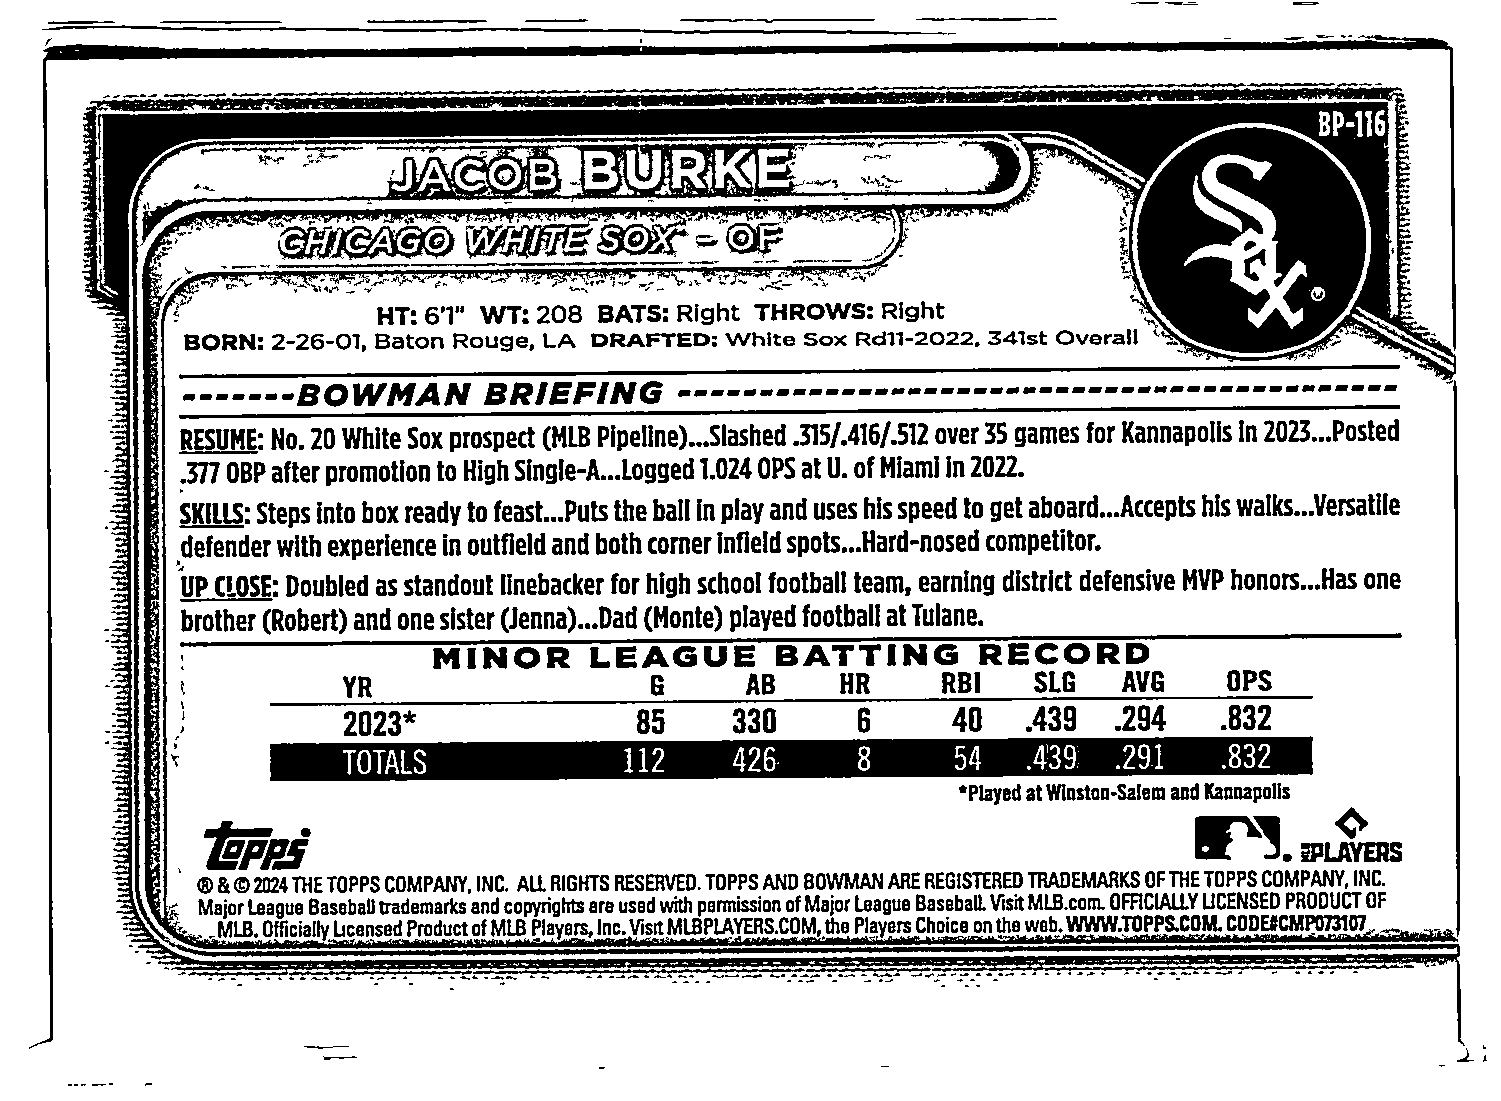 BP-116
JACOB BURKE
CHICAGO WHITE SOX® - OF
SOX ®
HT: 6'1" WT: 208 BATS: Right THROWS: Right
BORN: 2-26-01, Baton Rouge, LA DRAFTED: White Sox Rd11-2022, 341st Overall
BOWMAN BRIEFING
RESUME: No. 20 White Sox prospect (MLB Pipeline)...Slashed .315/.416/.512 over 35 games for Kannapolis in 2023...Posted
.377 OBP after promotion to High Single-A...Logged 1.024 OPS at U. of Miami in 2022.
SKILLS: Steps into box ready to feast...Puts the ball in play and uses his speed to get aboard...Accepts his walks...Versatile
defender with experience in outfield and both corner infield spots...Hard-nosed competitor.
UP CLOSE: Doubled as standout linebacker for high school football team, earning district defensive MVP honors...Has one
brother (Robert) and one sister (Jenna)...Dad (Monte) played football at Tulane.
MINOR LEAGUE BATTING RECORD
YR G AB HR RBI SLG AVG OPS
2023* 85 330 6 40 .439 .294 .832
TOTALS 112 426 8 54 .439 .291 .832
*Played at Winston-Salem and Kannapolis
topps
MLB PLAYERS
® & © 2024 THE TOPPS COMPANY, INC. ALL RIGHTS RESERVED. TOPPS AND BOWMAN ARE REGISTERED TRADEMARKS OF THE TOPPS COMPANY, INC.
Major League Baseball trademarks and copyrights are used with permission of Major League Baseball. Visit MLB.com. OFFICIALLY LICENSED PRODUCT OF
MLB. Officially Licensed Product of MLB Players, Inc. Visit MLBPLAYERS.COM, the Players Choice on the web. WWW.TOPPS.COM. CODE#CMP073107